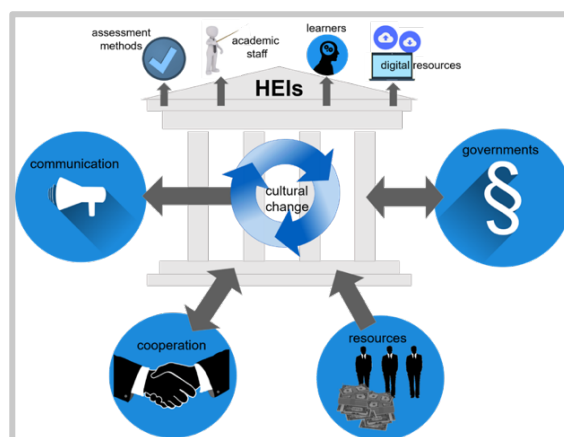 assessment
methods
academic
staff
learners
digital resources
HEIs
communication
governments
§
cultural
change
cooperation
resources